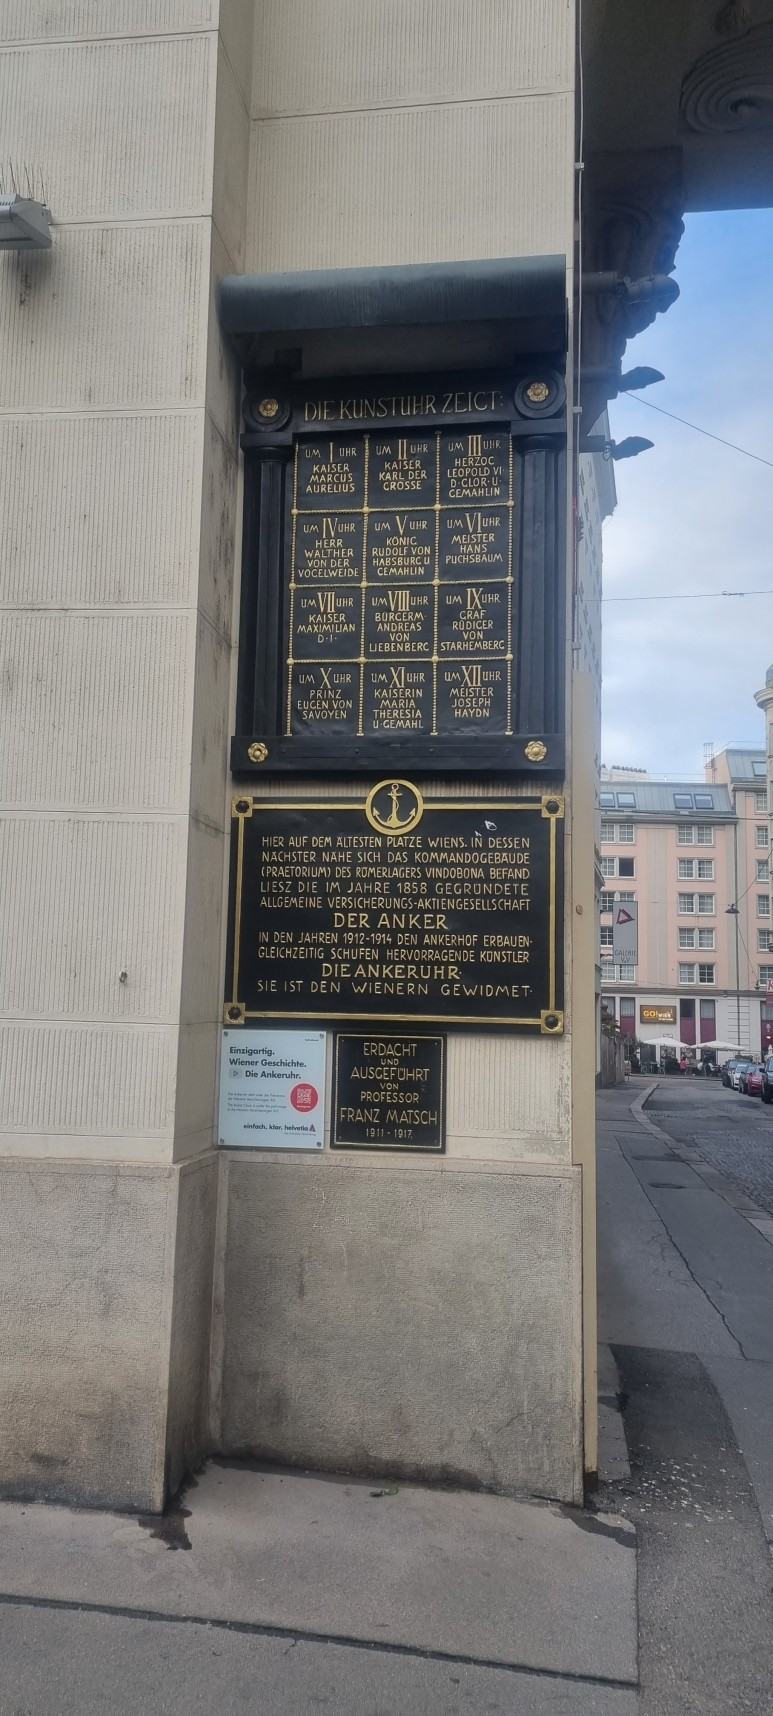 DIE KUNSTUHR ZEIGT:
UM I UHR
KAISER
MARCUS
AURELIUS
UM II UHR
KAISER
KARL DER
GROSSE
UM III UHR
HERZOG
LEOPOLD VI
D·GLOR·U·
GEMAHLIN
UM IV UHR
HERR
WALTHER
VON DER
VOGELWEIDE
UM V UHR
KÖNIG
RUDOLF VON
HABSBURG U
GEMAHLIN
UM VI UHR
MEISTER
HANS
PUCHSBAUM
UM VII UHR
KAISER
MAXIMILIAN
D·I·
UM VIII UHR
BÜRGERM·
ANDREAS
VON
LIEBENBERG
UM IX UHR
GRAF
RÜDIGER
VON
STARHEMBERG
UM X UHR
PRINZ
EUGEN VON
SAVOYEN
UM XI UHR
KAISERIN
MARIA
THERESIA
U·GEMAHL
UM XII UHR
MEISTER
JOSEPH
HAYDN
HIER AUF DEM ÄLTESTEN PLATZE WIENS, IN DESSEN
NÄCHSTER NÄHE SICH DAS KOMMANDOGEBÄUDE
(PRAETORIUM) DES RÖMERLAGERS VINDOBONA BEFAND
LIESZ DIE IM JAHRE 1858 GEGRÜNDETE
ALLGEMEINE VERSICHERUNGS-AKTIENGESELLSCHAFT
DER ANKER
IN DEN JAHREN 1912-1914 DEN ANKERHOF ERBAUEN·
GLEICHZEITIG SCHUFEN HERVORRAGENDE KÜNSTLER
DIE ANKERUHR·
SIE IST DEN WIENERN GEWIDMET·
Einzigartig.
Wiener Geschichte.
Die Ankeruhr.
einfach. klar. helvetia
ERDACHT
UND
AUSGEFÜHRT
VON
PROFESSOR
FRANZ MATSCH
1911 - 1917.
GALERIE